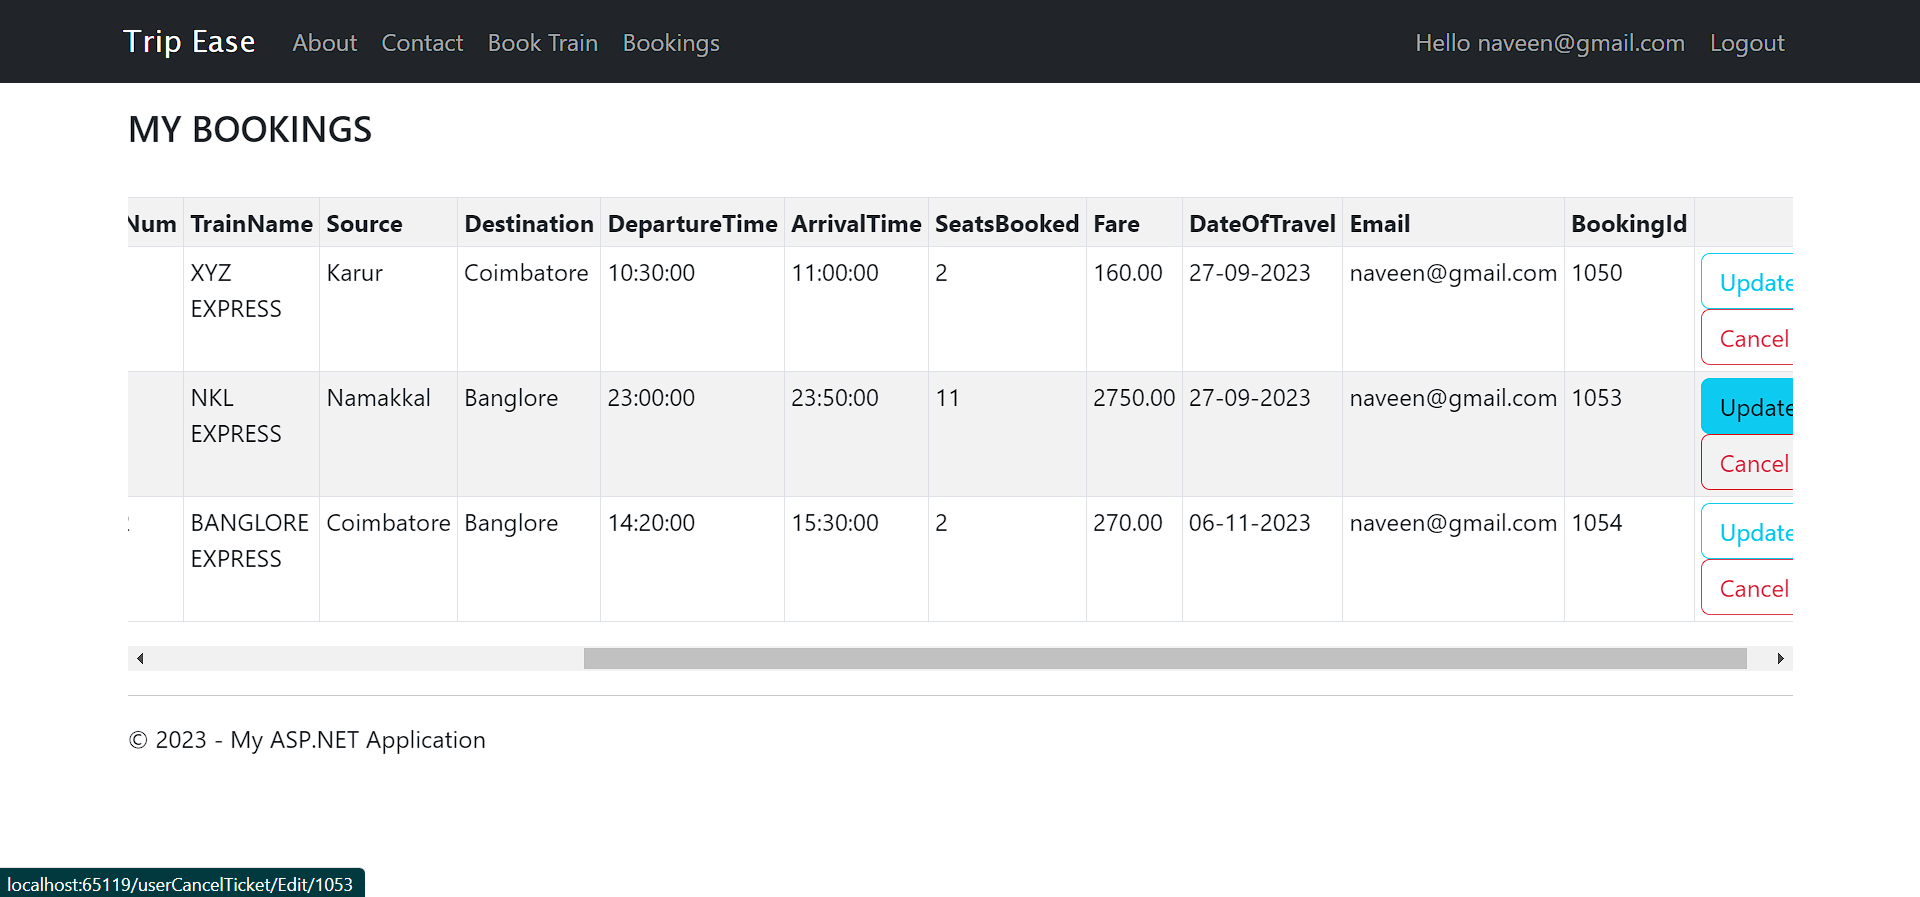 Trip Ease About Contact Book Train Bookings Hello naveen@gmail.com Logout
MY BOOKINGS
Num TrainName Source Destination DepartureTime ArrivalTime SeatsBooked Fare DateOfTravel Email BookingId
XYZ Karur Coimbatore 10:30:00 11:00:00 2 160.00 27-09-2023 naveen@gmail.com 1050 Update
EXPRESS
Cancel
NKL Namakkal Banglore 23:00:00 23:50:00 11 2750.00 27-09-2023 naveen@gmail.com 1053 Update
EXPRESS
Cancel
BANGLORE Coimbatore Banglore 14:20:00 15:30:00 2 270.00 06-11-2023 naveen@gmail.com 1054 Update
EXPRESS
Cancel
© 2023 - My ASP.NET Application
localhost:65119/userCancelTicket/Edit/1053